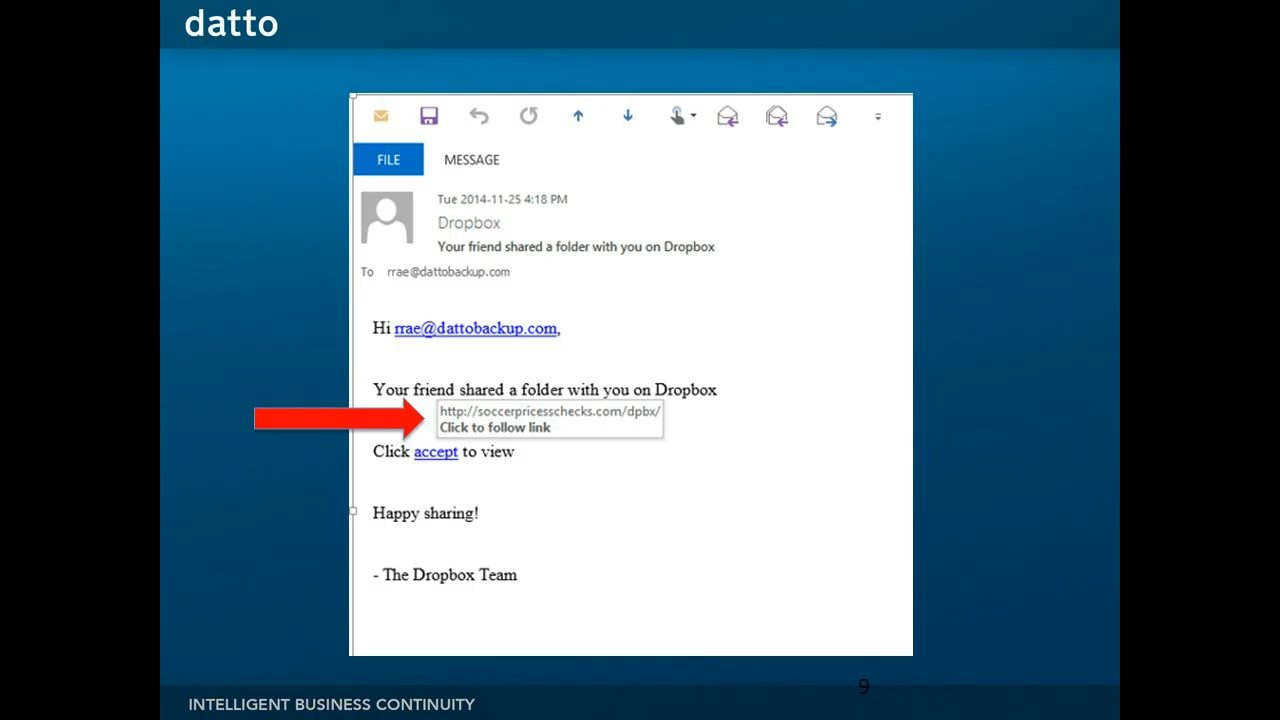 datto
FILE MESSAGE
Tue 2014-11-25 4:18 PM
Dropbox
Your friend shared a folder with you on Dropbox
To rrae@dattobackup.com
Hi rrae@dattobackup.com,
Your friend shared a folder with you on Dropbox
http://soccerpricesschecks.com/dpbx/
Click to follow link
Click accept to view
Happy sharing!
- The Dropbox Team
9
INTELLIGENT BUSINESS CONTINUITY